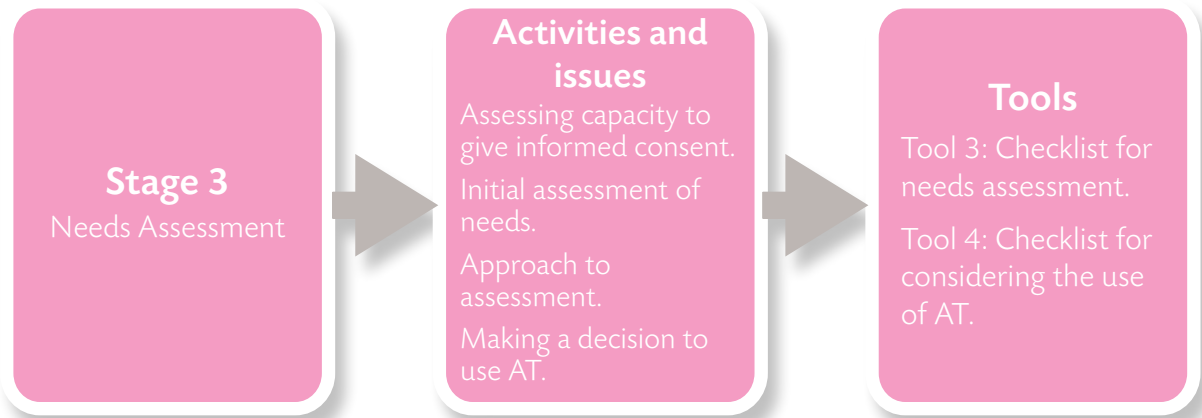 Stage 3
Needs Assessment
Activities and
issues
Assessing capacity to
give informed consent.
Initial assessment of
needs.
Approach to
assessment.
Making a decision to
use AT.
Tools
Tool 3: Checklist for
needs assessment.
Tool 4: Checklist for
considering the use
of AT.